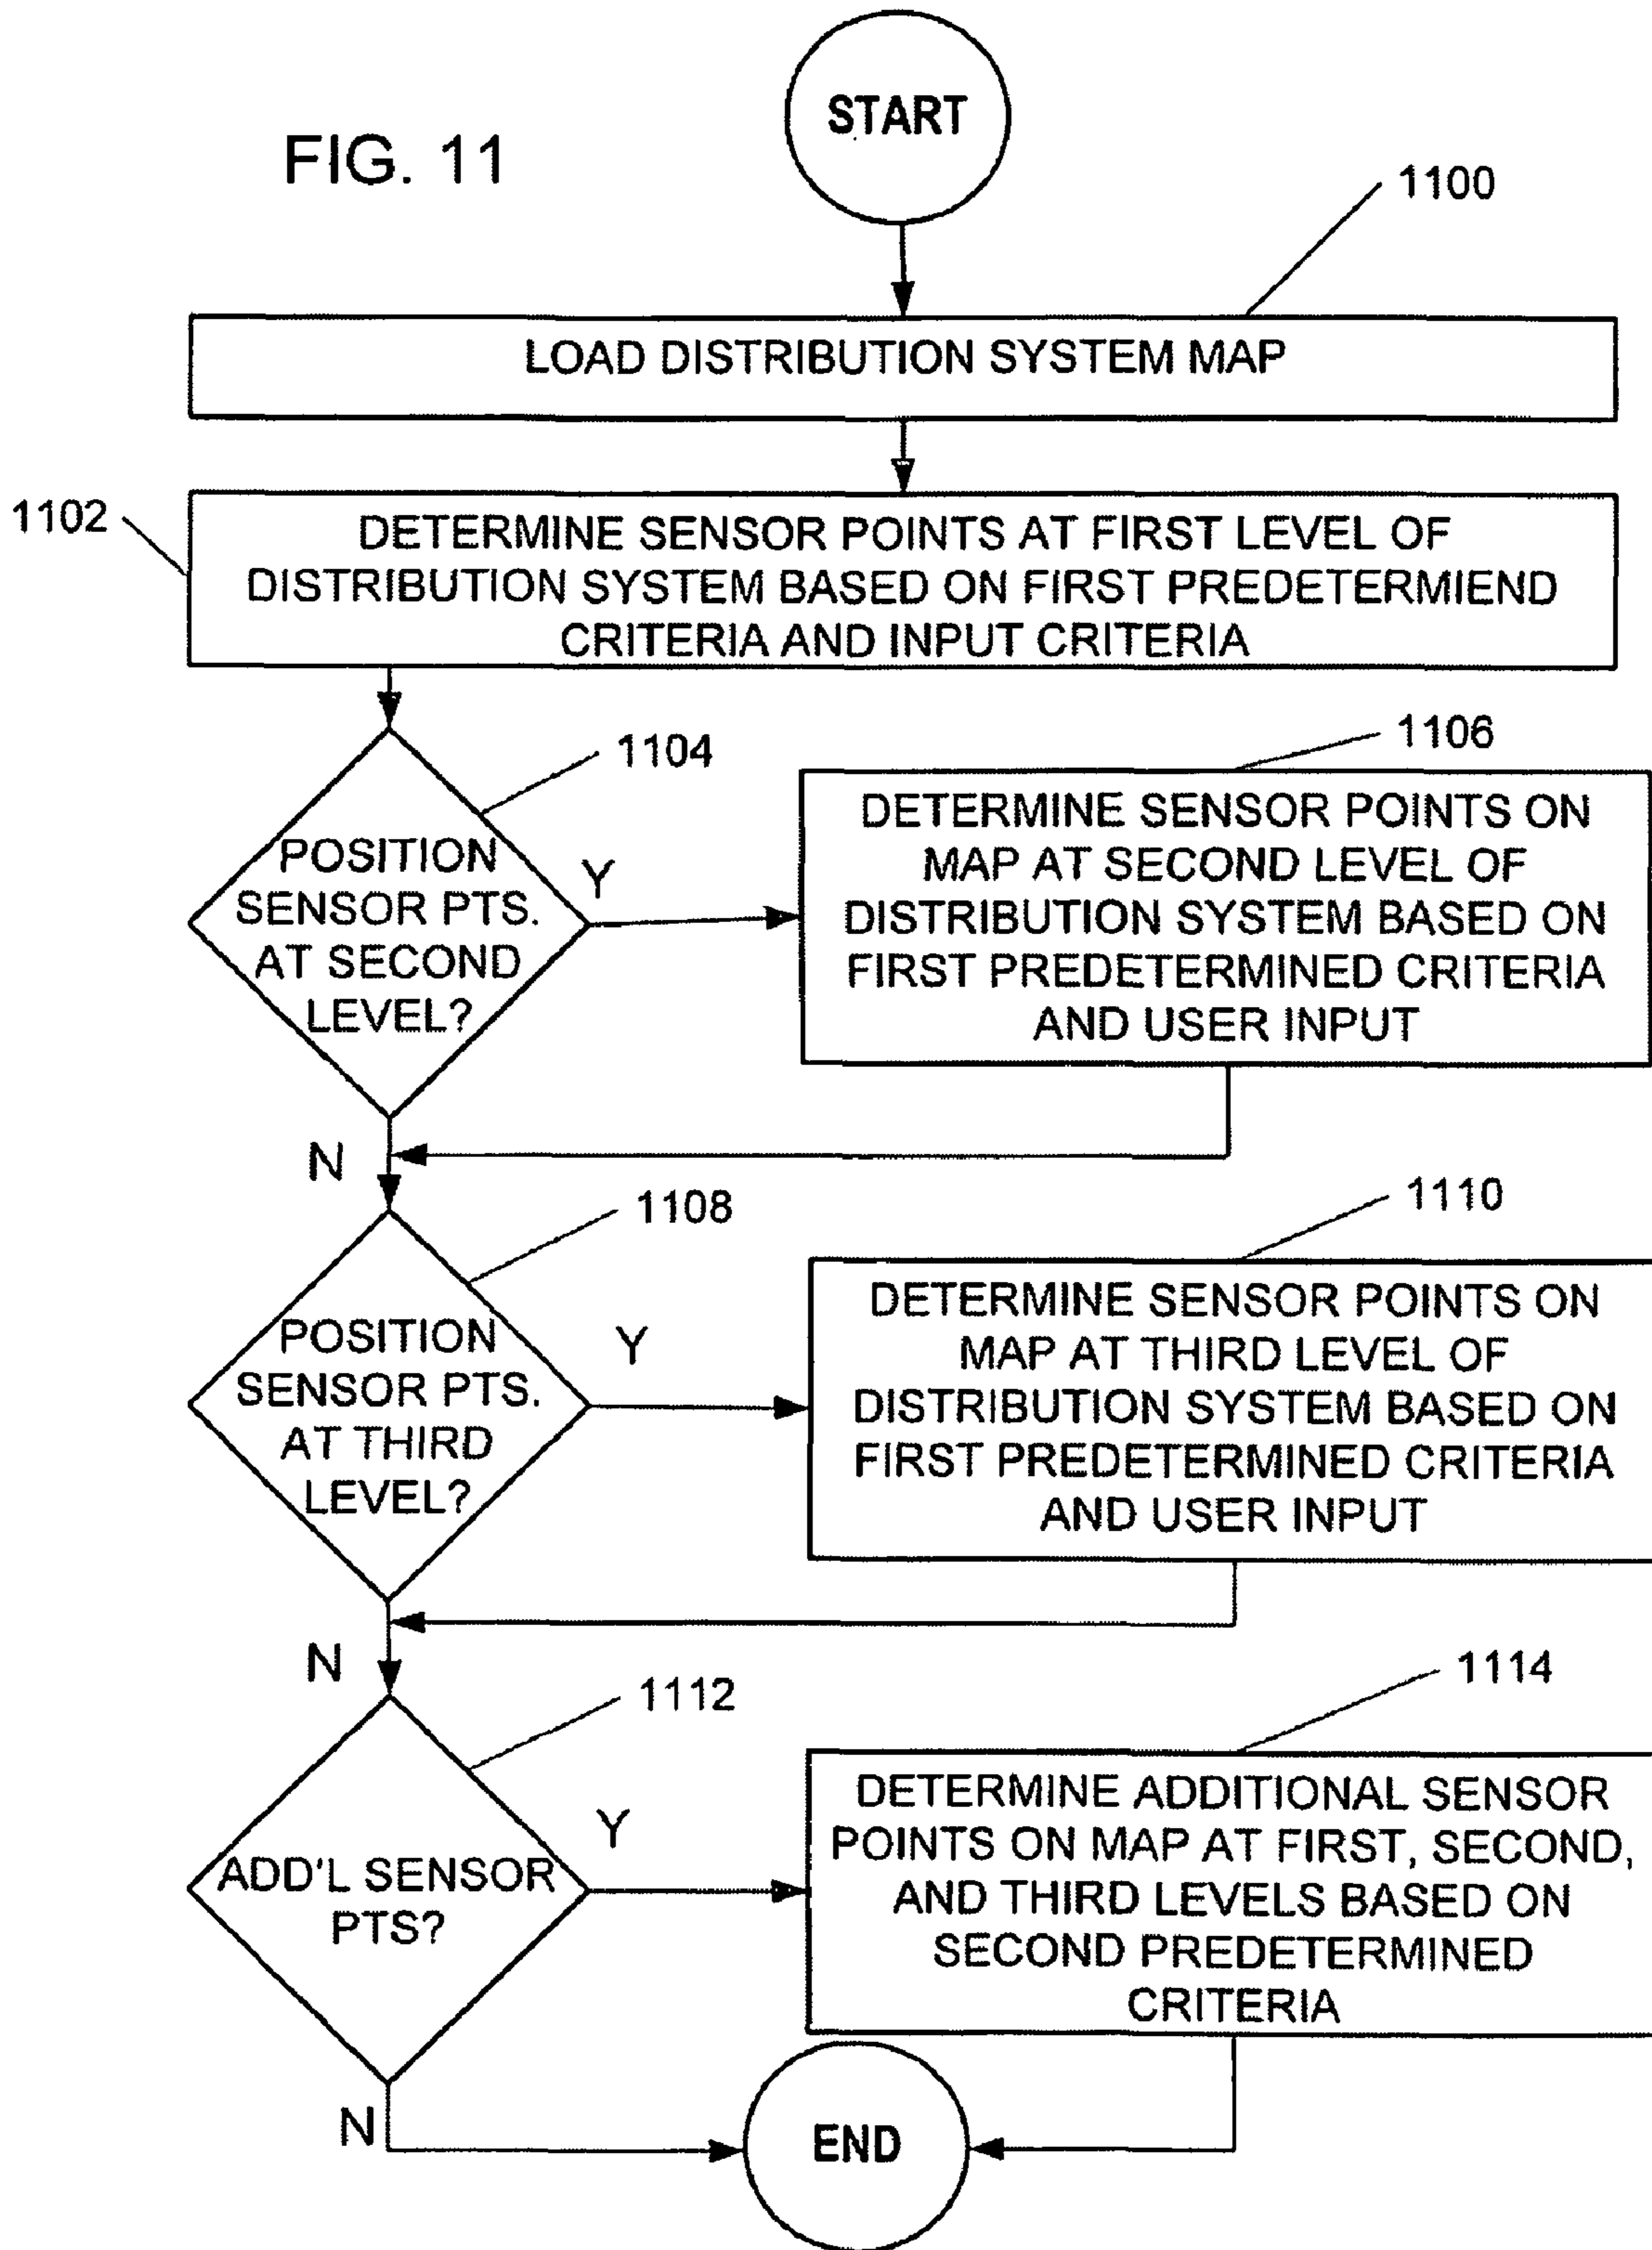 START
FIG. 11
1100
LOAD DISTRIBUTION SYSTEM MAP
1102
DETERMINE SENSOR POINTS AT FIRST LEVEL OF
DISTRIBUTION SYSTEM BASED ON FIRST PREDETERMIEND
CRITERIA AND INPUT CRITERIA
1104
POSITION
SENSOR PTS.
AT SECOND
LEVEL?
Y
N
1106
DETERMINE SENSOR POINTS ON
MAP AT SECOND LEVEL OF
DISTRIBUTION SYSTEM BASED ON
FIRST PREDETERMINED CRITERIA
AND USER INPUT
1108
POSITION
SENSOR PTS.
AT THIRD
LEVEL?
Y
N
1110
DETERMINE SENSOR POINTS ON
MAP AT THIRD LEVEL OF
DISTRIBUTION SYSTEM BASED ON
FIRST PREDETERMINED CRITERIA
AND USER INPUT
1112
ADD'L SENSOR
PTS?
Y
N
1114
DETERMINE ADDITIONAL SENSOR
POINTS ON MAP AT FIRST, SECOND,
AND THIRD LEVELS BASED ON
SECOND PREDETERMINED
CRITERIA
END